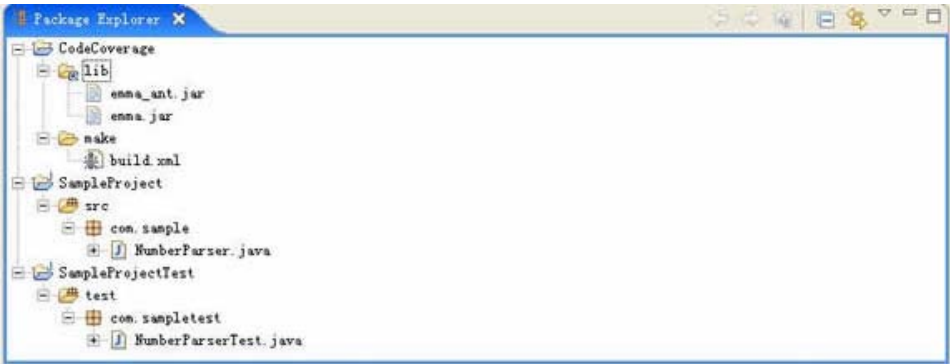 Package Explorer
CodeCoverage
lib
emma_ant.jar
emma.jar
make
build.xml
SampleProject
src
com.sample
NumberParser.java
SampleProjectTest
test
com.sampletest
NumberParserTest.java